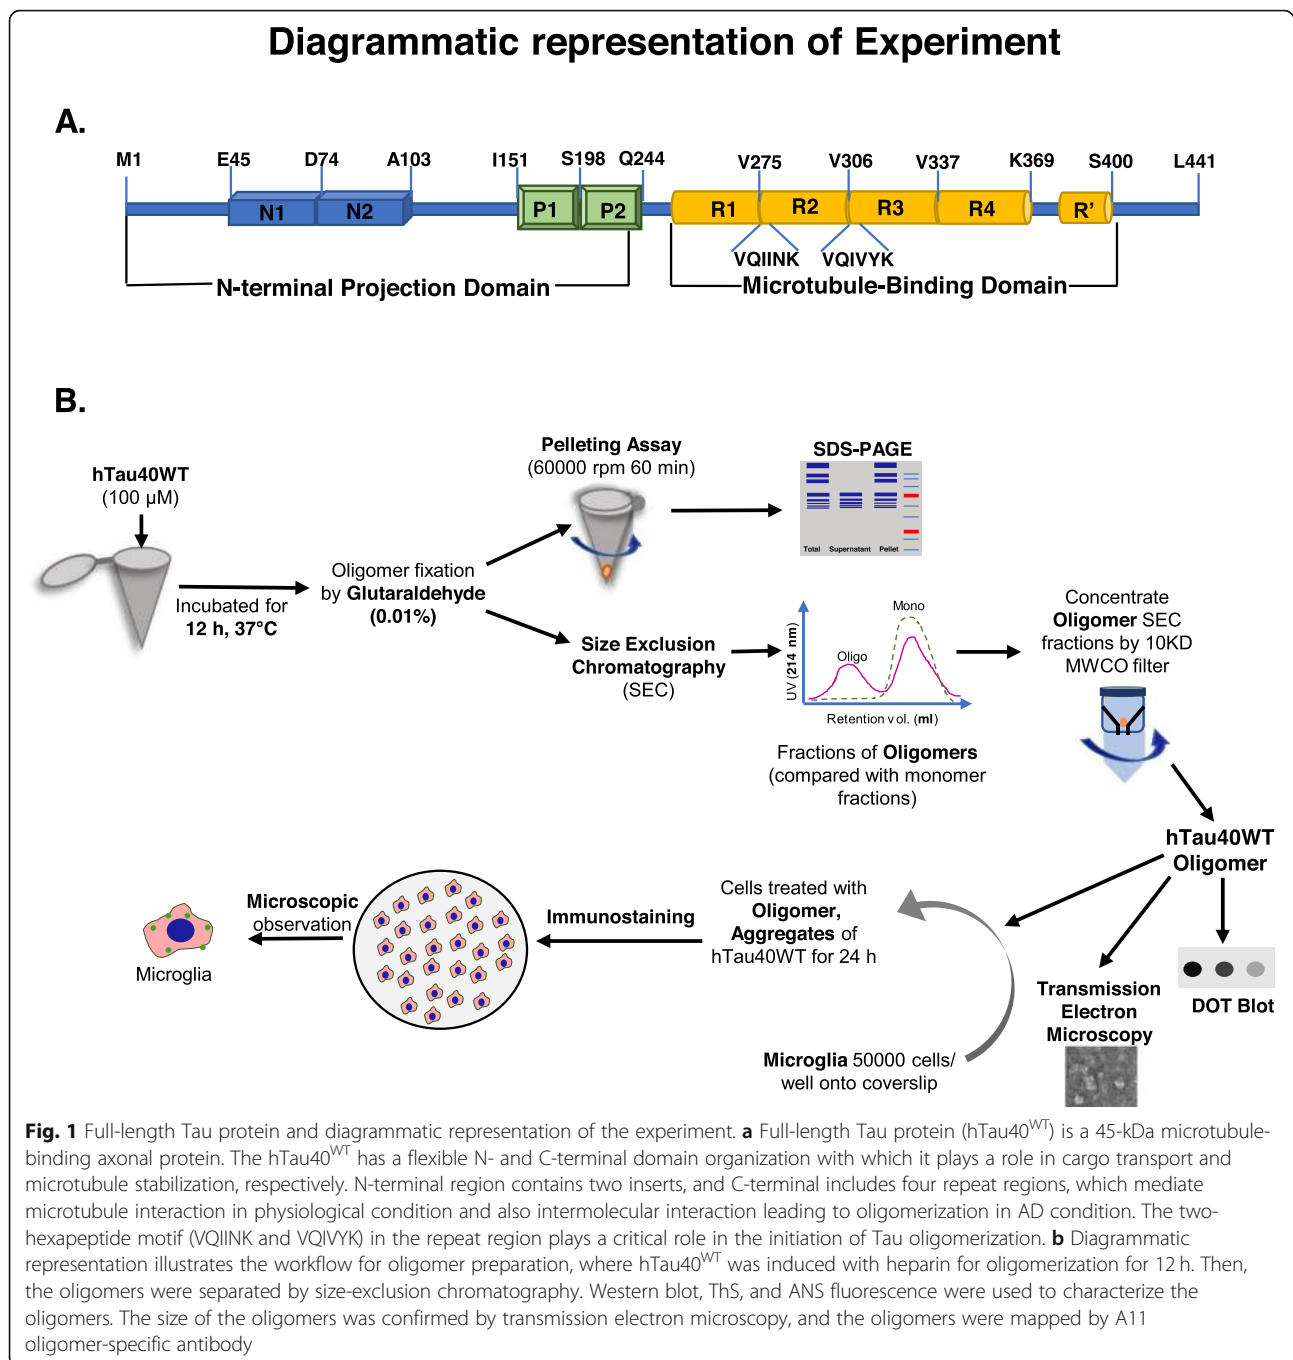 Diagrammatic representation of Experiment
A.
M1 E45 D74 A103 I151 S198 Q244 V275 V306 V337 K369 S400 L441
N1 N2 P1 P2 R1 R2 R3 R4 R’
VQIINK VQIVYK
N-terminal Projection Domain Microtubule-Binding Domain
B.
hTau40WT
(100 µM)
Incubated for
12 h, 37°C
Oligomer fixation
by Glutaraldehyde
(0.01%)
Pelleting Assay
(60000 rpm 60 min)
SDS-PAGE
Total Supernatant Pellet
Size Exclusion
Chromatography
(SEC)
UV (214 nm)
Oligo
Mono
Retention vol. (ml)
Fractions of Oligomers
(compared with monomer
fractions)
Concentrate
Oligomer SEC
fractions by 10KD
MWCO filter
hTau40WT
Oligomer
DOT Blot
Transmission
Electron
Microscopy
Microglia 50000 cells/
well onto coverslip
Cells treated with
Oligomer,
Aggregates of
hTau40WT for 24 h
Immunostaining
Microscopic
observation
Microglia
Fig. 1 Full-length Tau protein and diagrammatic representation of the experiment. a Full-length Tau protein (hTau40WT) is a 45-kDa microtubule-
binding axonal protein. The hTau40WT has a flexible N- and C-terminal domain organization with which it plays a role in cargo transport and
microtubule stabilization, respectively. N-terminal region contains two inserts, and C-terminal includes four repeat regions, which mediate
microtubule interaction in physiological condition and also intermolecular interaction leading to oligomerization in AD condition. The two-
hexapeptide motif (VQIINK and VQIVYK) in the repeat region plays a critical role in the initiation of Tau oligomerization. b Diagrammatic
representation illustrates the workflow for oligomer preparation, where hTau40WT was induced with heparin for oligomerization for 12 h. Then,
the oligomers were separated by size-exclusion chromatography. Western blot, ThS, and ANS fluorescence were used to characterize the
oligomers. The size of the oligomers was confirmed by transmission electron microscopy, and the oligomers were mapped by A11
oligomer-specific antibody